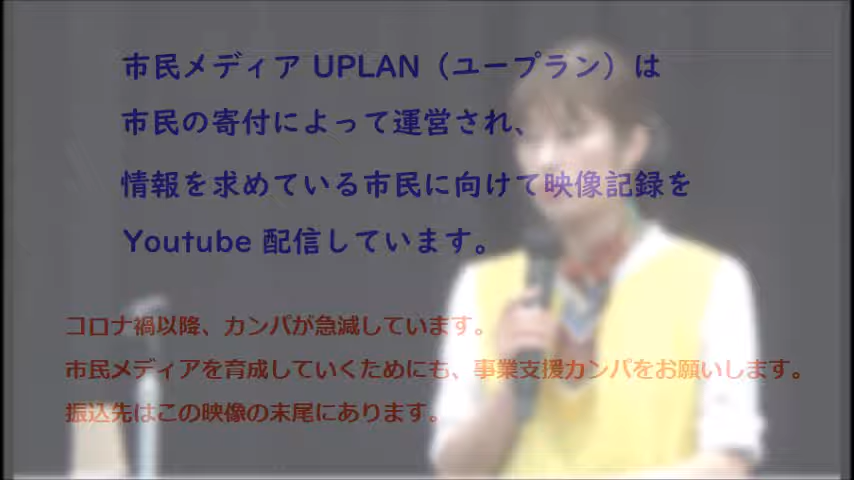 市民メディア UPLAN（ユープラン）は
市民の寄付によって運営され、
情報を求めている市民に向けて映像記録を
Youtube 配信しています。
コロナ禍以降、カンパが急減しています。
市民メディアを育成していくためにも、事業支援カンパをお願いします。
振込先はこの映像の末尾にあります。